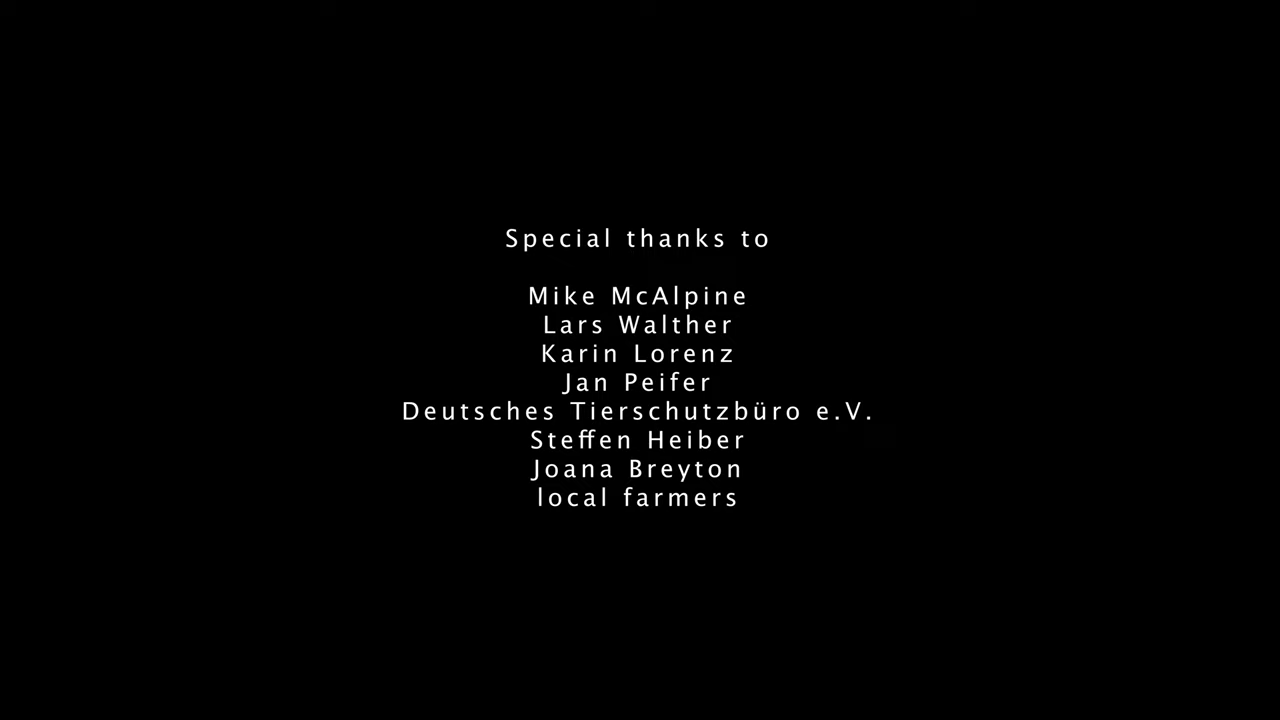 Special thanks to
Mike McAlpine
Lars Walther
Karin Lorenz
Jan Peifer
Deutsches Tierschutzbüro e.V.
Steffen Heiber
Joana Breyton
local farmers